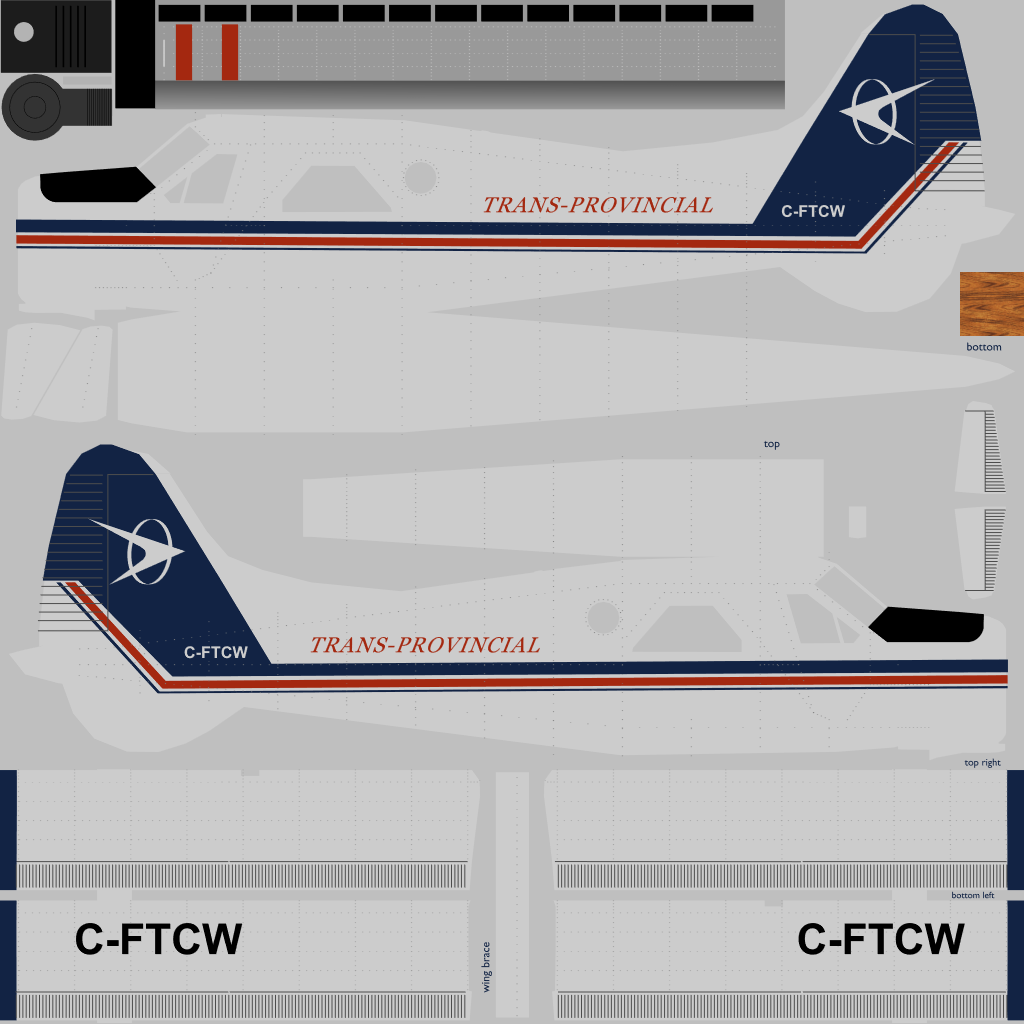 TRANS-PROVINCIAL
C-FTCW
bottom
top
TRANS-PROVINCIAL
C-FTCW
top right
bottom left
C-FTCW
wing brace
C-FTCW